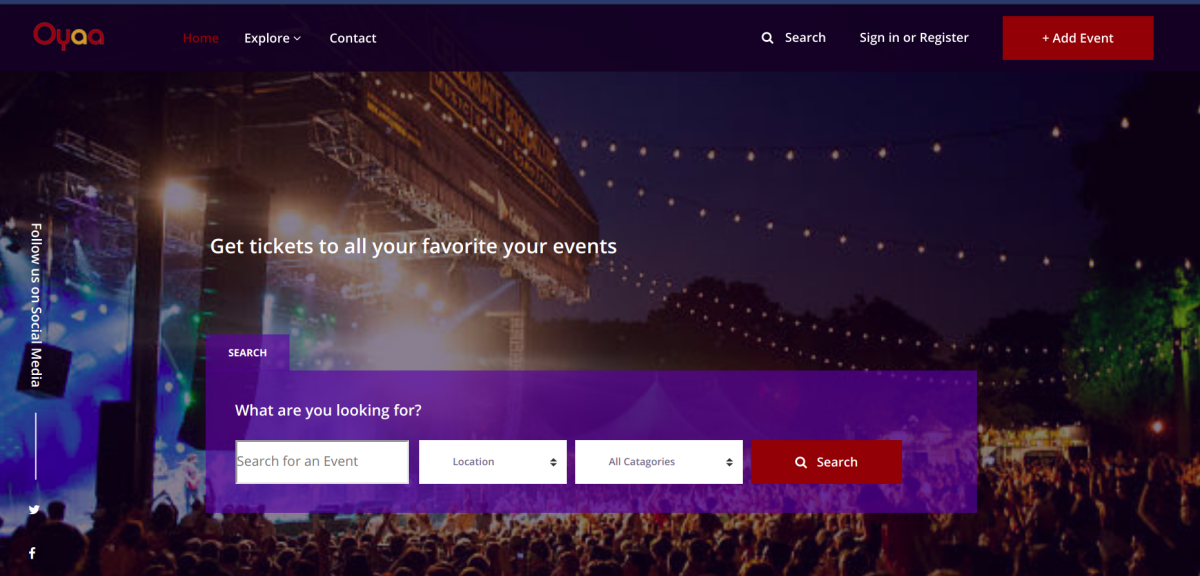 Oyaa
Home
Explore
Contact
Search
Sign in or Register
+ Add Event
Get tickets to all your favorite your events
Follow us on Social Media
SEARCH
What are you looking for?
Search for an Event
Location
All Catagories
Search